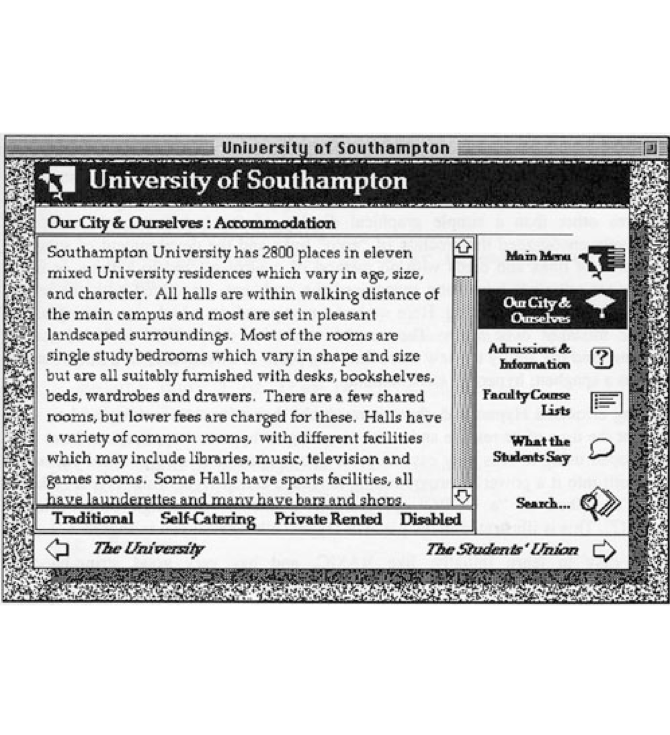 University of Southampton
University of Southampton
Our City & Ourselves : Accommodation
Southampton University has 2800 places in eleven
mixed University residences which vary in age, size,
and character. All halls are within walking distance of
the main campus and most are set in pleasant
landscaped surroundings. Most of the rooms are
single study bedrooms which vary in shape and size
but are all suitably furnished with desks, bookshelves,
beds, wardrobes and drawers. There are a few shared
rooms, but lower fees are charged for these. Halls have
a variety of common rooms, with different facilities
which may include libraries, music, television and
games rooms. Some Halls have sports facilities, all
have launderettes and many have bars and shops.
Traditional Self-Catering Private Rented Disabled
Main Menu
Our City &
Ourselves
Admissions &
Information
?
Faculty Course
Lists
What the
Students Say
Search...
The University
The Students' Union